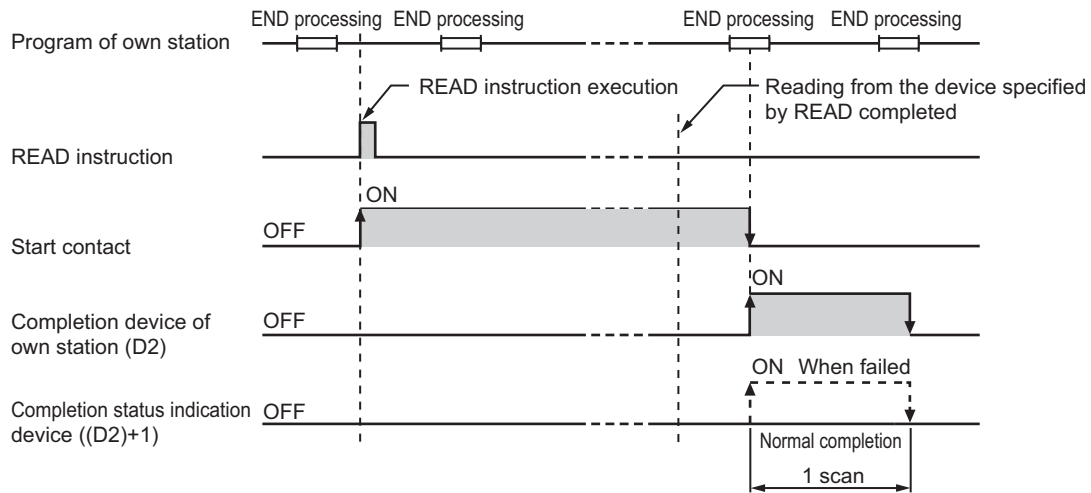 END processing END processing END processing END processing
Program of own station
READ instruction execution
Reading from the device specified
by READ completed
READ instruction
ON
OFF
Start contact
ON
OFF
Completion device of
own station (D2)
ON When failed
OFF
Completion status indication
device ((D2)+1)
Normal completion
1 scan